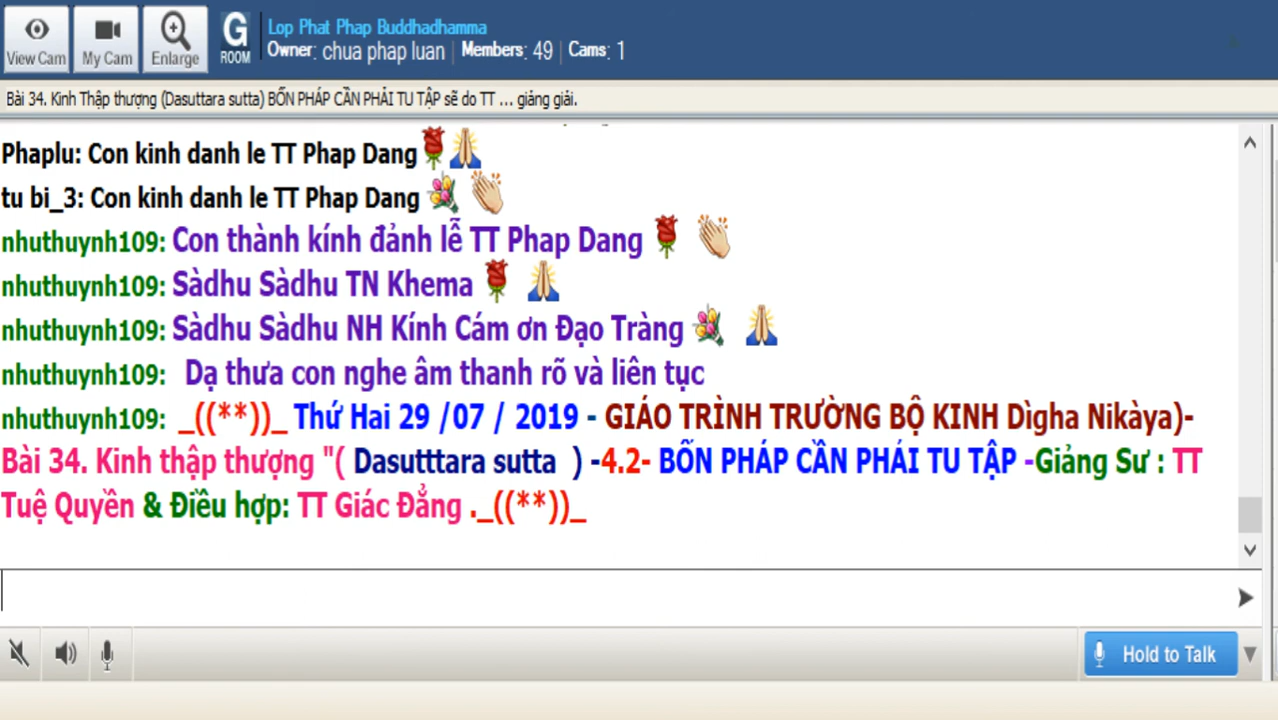 View Cam
My Cam
Enlarge
G
ROOM
Lop Phat Phap Buddhadhamma
Owner: chua phap luan | Members: 49 | Cams: 1
Bài 34. Kinh Thập thượng (Dasuttara sutta) BỐN PHÁP CẦN PHẢI TU TẬP sẽ do TT ... giảng giải.
Phaplu: Con kinh danh le TT Phap Dang
tu bi_3: Con kinh danh le TT Phap Dang
nhuthuynh109: Con thành kính đảnh lễ TT Phap Dang
nhuthuynh109: Sàdhu Sàdhu TN Khema
nhuthuynh109: Sàdhu Sàdhu NH Kính Cám ơn Đạo Tràng
nhuthuynh109: Dạ thưa con nghe âm thanh rõ và liên tục
nhuthuynh109: _((**))_ Thứ Hai 29 /07 / 2019 - GIÁO TRÌNH TRƯỜNG BỘ KINH Dìgha Nikàya)-
Bài 34. Kinh thập thượng "( Dasutttara sutta ) -4.2- BỐN PHÁP CẦN PHÁI TU TẬP -Giảng Sư : TT
Tuệ Quyền & Điều hợp: TT Giác Đẳng ._((**))_
Hold to Talk